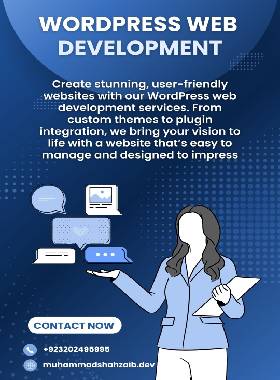 WORDPRESS WEB
DEVELOPMENT
Create stunning, user-friendly
websites with our WordPress web
development services. From
custom themes to plugin
integration, we bring your vision to
life with a website that's easy to
manage and designed to impress
CONTACT NOW
+923202495995
muhammadshahzaib.dev